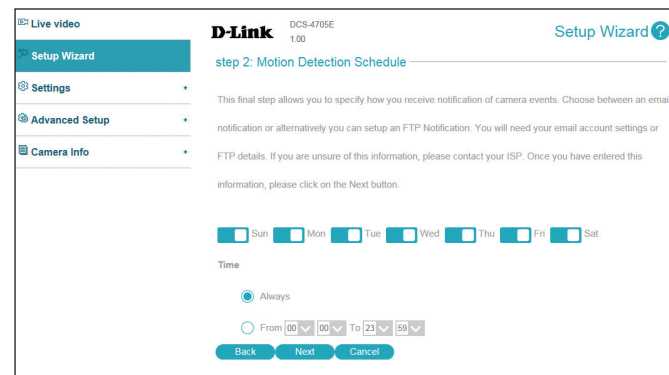 Live video
D-Link DCS-4705E
1.00
Setup Wizard ?
Setup Wizard
step 2: Motion Detection Schedule
Settings +
Advanced Setup +
Camera Info +
This final step allows you to specify how you receive notification of camera events. Choose between an emai
notification or alternatively you can setup an FTP Notification. You will need your email account settings or
FTP details. If you are unsure of this information, please contact your ISP. Once you have entered this
information, please click on the Next button.
Sun Mon Tue Wed Thu Fri Sat
Time
Always
From 00 00 To 23 59
Back Next Cancel